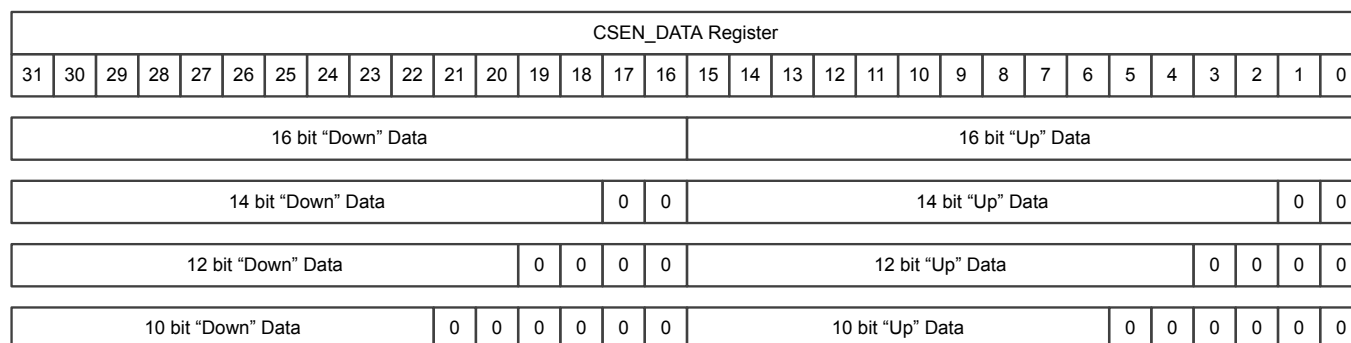 CSEN_DATA Register
31 30 29 28 27 26 25 24 23 22 21 20 19 18 17 16 15 14 13 12 11 10 9 8 7 6 5 4 3 2 1 0
16 bit “Down” Data 16 bit “Up” Data
14 bit “Down” Data 0 0 14 bit “Up” Data 0 0
12 bit “Down” Data 0 0 0 0 12 bit “Up” Data 0 0 0 0
10 bit “Down” Data 0 0 0 0 0 0 10 bit “Up” Data 0 0 0 0 0 0